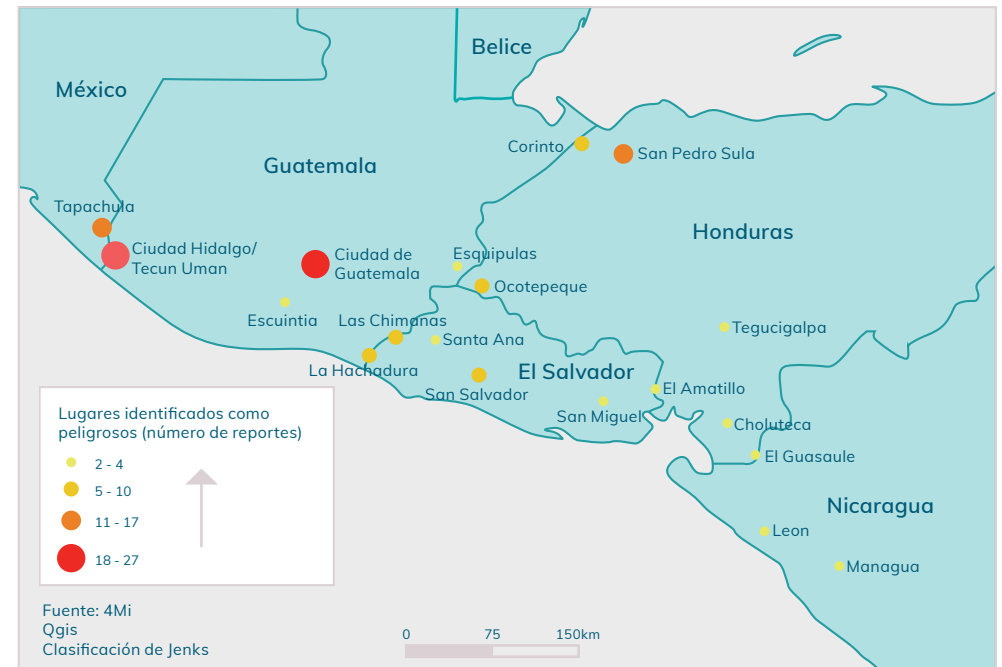 Belice
México
Corinto
San Pedro Sula
Guatemala
Tapachula
Honduras
Ciudad Hidalgo/
Tecun Uman
Ciudad de
Guatemala
Esquipulas
Ocotepeque
Escuintia
Las Chimanas
Santa Ana
Tegucigalpa
La Hachadura
El Salvador
San Salvador
El Amatillo
San Miguel
Choluteca
El Guasaule
Nicaragua
Leon
Managua
Lugares identificados como
peligrosos (número de reportes)
2 - 4
5 - 10
11 - 17
18 - 27
Fuente: 4Mi
Qgis
Clasificación de Jenks
0 75 150km